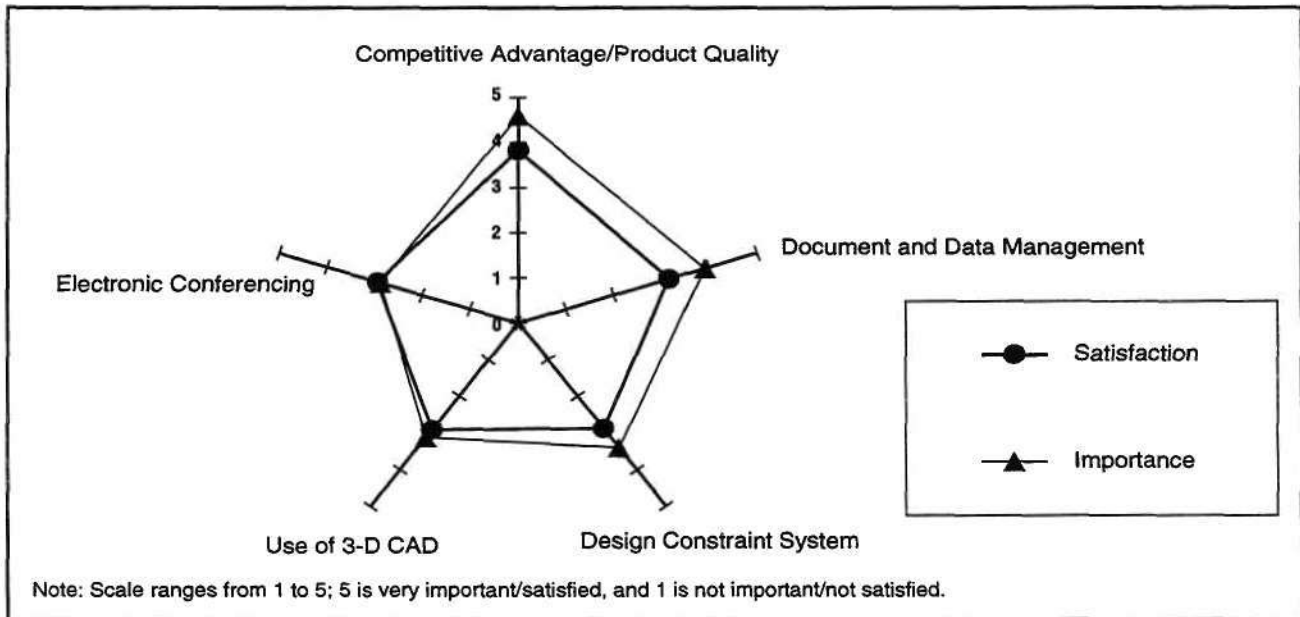 Competitive Advantage/Product Quality
5
4
3
2
1
0
Document and Data Management
Electronic Conferencing
Satisfaction
Importance
Use of 3-D CAD
Design Constraint System
Note: Scale ranges from 1 to 5; 5 is very important/satisfied, and 1 is not important/not satisfied.